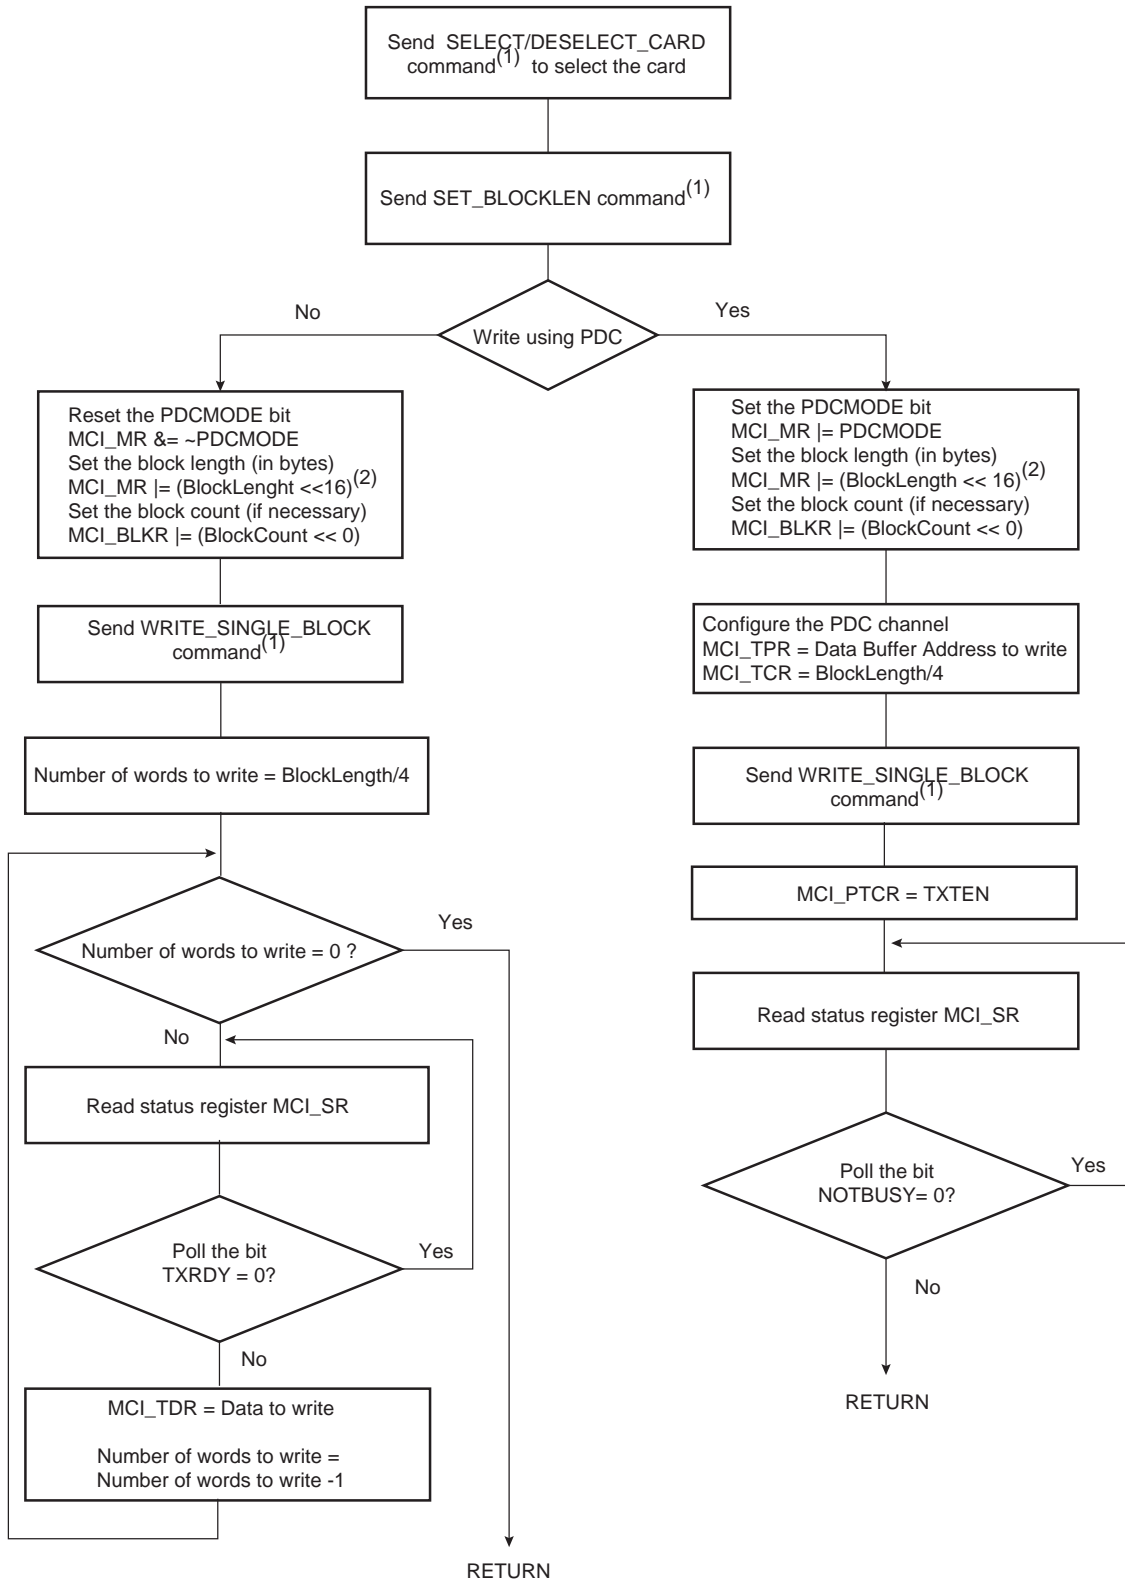 Send SELECT/DESELECT_CARD
command(1) to select the card
Send SET_BLOCKLEN command(1)
No
Yes
Write using PDC
Reset the PDCMODE bit
MCI_MR &= ~PDCMODE
Set the block length (in bytes)
MCI_MR |= (BlockLenght <<16)(2)
Set the block count (if necessary)
MCI_BLKR |= (BlockCount << 0)
Send WRITE_SINGLE_BLOCK
command(1)
Number of words to write = BlockLength/4
Number of words to write = 0 ?
Yes
No
Read status register MCI_SR
Poll the bit
TXRDY = 0?
Yes
No
MCI_TDR = Data to write
Number of words to write =
Number of words to write -1
RETURN
Set the PDCMODE bit
MCI_MR |= PDCMODE
Set the block length (in bytes)
MCI_MR |= (BlockLength << 16)(2)
Set the block count (if necessary)
MCI_BLKR |= (BlockCount << 0)
Configure the PDC channel
MCI_TPR = Data Buffer Address to write
MCI_TCR = BlockLength/4
Send WRITE_SINGLE_BLOCK
command(1)
MCI_PTCR = TXTEN
Read status register MCI_SR
Poll the bit
NOTBUSY= 0?
Yes
No
RETURN